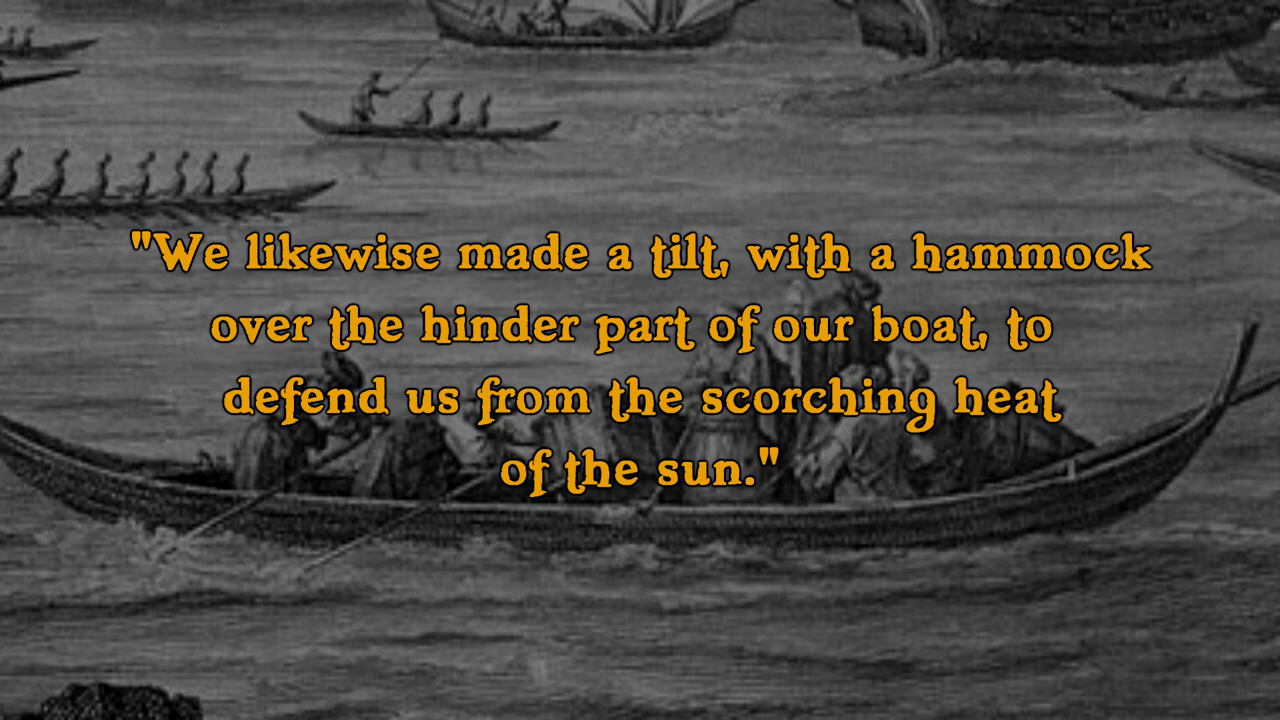 "We likewise made a tilt, with a hammock
over the hinder part of our boat, to
defend us from the scorching heat
of the sun."